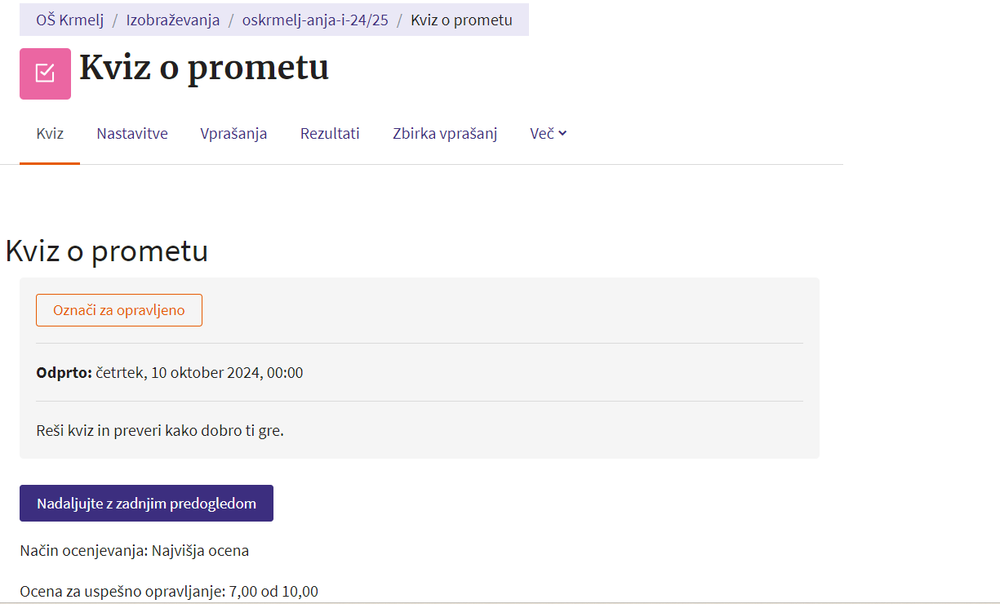 OŠ Krmelj / Izobraževanja / oskrmelj-anja-i-24/25 / Kviz o prometu
Kviz o prometu
Kviz Nastavitve Vprašanja Rezultati Zbirka vprašanj Več
Kviz o prometu
Označi za opravljeno
Odprto: četrtek, 10 oktober 2024, 00:00
Reši kviz in preveri kako dobro ti gre.
Nadaljujte z zadnjim predogledom
Način ocenjevanja: Najvišja ocena
Ocena za uspešno opravljanje: 7,00 od 10,00